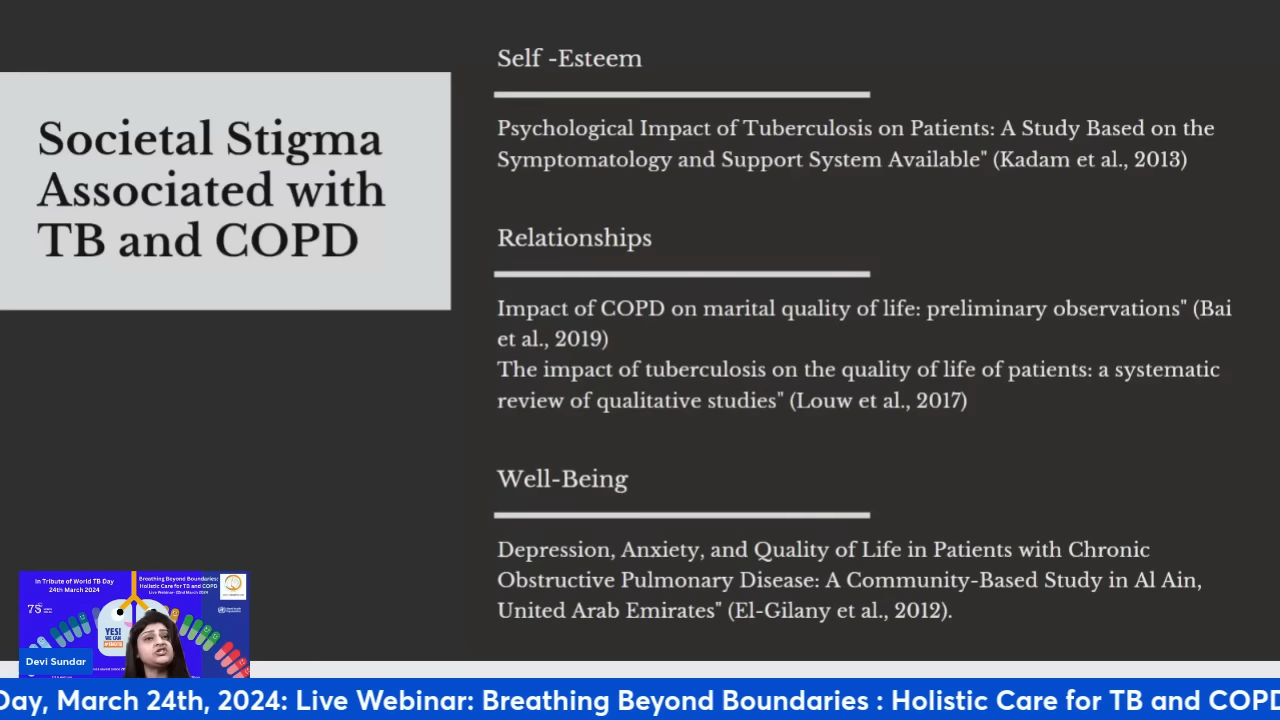 Societal Stigma
Associated with
TB and COPD
Self -Esteem
Psychological Impact of Tuberculosis on Patients: A Study Based on the
Symptomatology and Support System Available" (Kadam et al., 2013)
Relationships
Impact of COPD on marital quality of life: preliminary observations" (Bai
et al., 2019)
The impact of tuberculosis on the quality of life of patients: a systematic
review of qualitative studies" (Louw et al., 2017)
Well-Being
Depression, Anxiety, and Quality of Life in Patients with Chronic
Obstructive Pulmonary Disease: A Community-Based Study in Al Ain,
United Arab Emirates" (El-Gilany et al., 2012).
In Tribute of World TB Day
24th March 2024
Breathing Beyond Boundaries:
Holistic Care for TB and COPD
Live Webinar- 22nd March 2024
75
YES!
WE CAN
Devi Sundar
Day, March 24th, 2024: Live Webinar: Breathing Beyond Boundaries : Holistic Care for TB and COPD